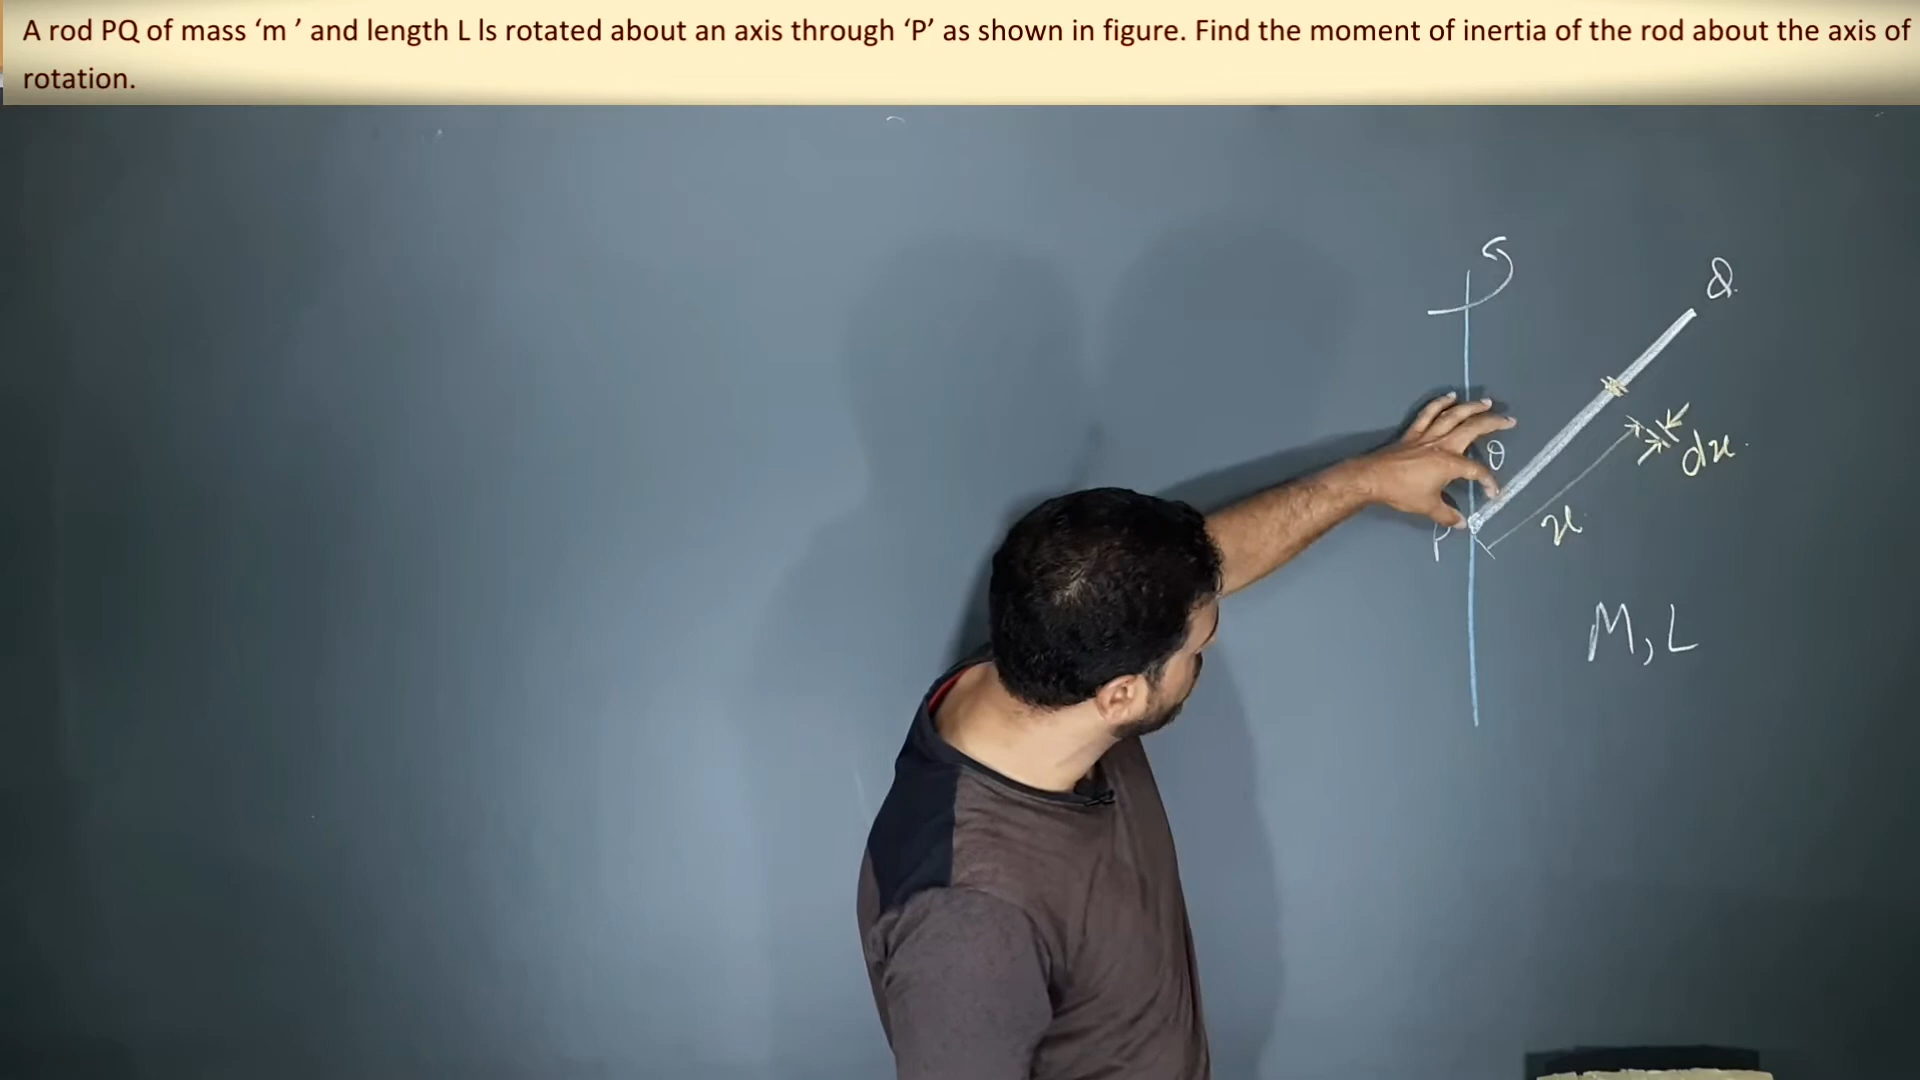 A rod PQ of mass ‘m ’ and length L Is rotated about an axis through ‘P’ as shown in figure. Find the moment of inertia of the rod about the axis of
rotation.
Q.
θ
dx.
x
P
M, L